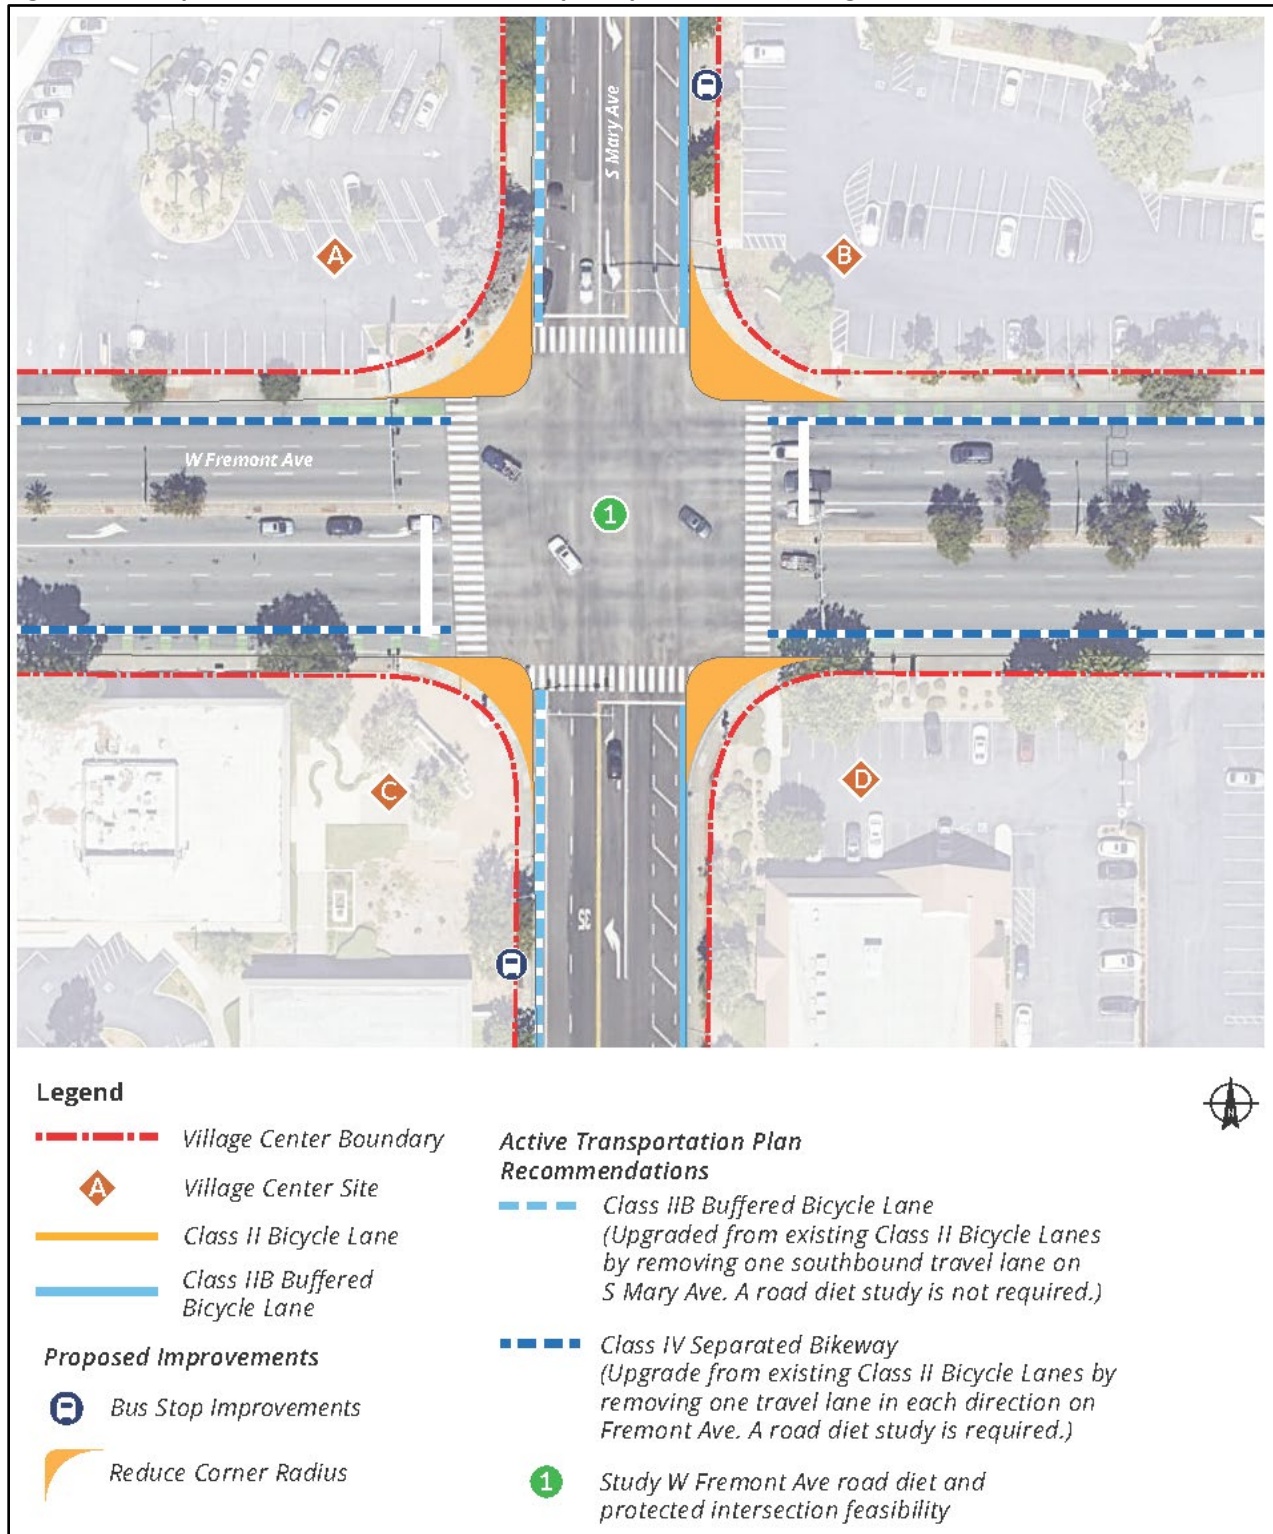 S Mary Ave
A
B
W Fremont Ave
1
C
D
35
Legend
Village Center Boundary
A
Village Center Site
Class II Bicycle Lane
Class IIB Buffered
Bicycle Lane
Proposed Improvements
Bus Stop Improvements
Reduce Corner Radius
N
Active Transportation Plan
Recommendations
Class IIB Buffered Bicycle Lane
(Upgraded from existing Class II Bicycle Lanes
by removing one southbound travel lane on
S Mary Ave. A road diet study is not required.)
Class IV Separated Bikeway
(Upgrade from existing Class II Bicycle Lanes by
removing one travel lane in each direction on
Fremont Ave. A road diet study is required.)
1
Study W Fremont Ave road diet and
protected intersection feasibility